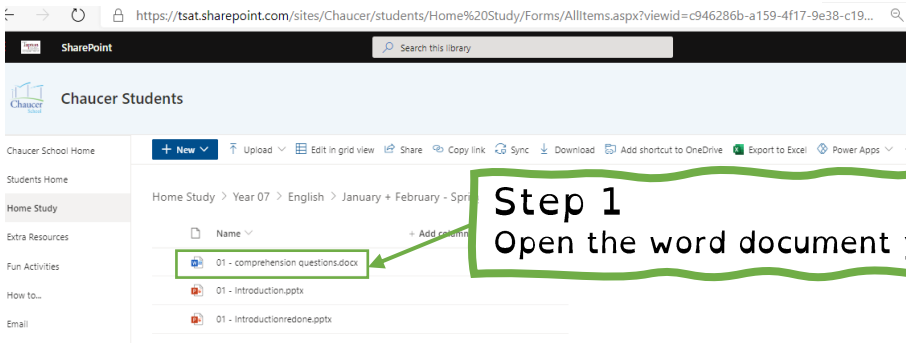 https://tsat.sharepoint.com/sites/Chaucer/students/Home%20Study/Forms/AllItems.aspx?viewid=c946286b-a159-4f17-9e38-c19...
SharePoint
Search this library
Chaucer
School
Chaucer Students
Chaucer School Home
Students Home
Home Study
Extra Resources
Fun Activities
How to...
Email
+ New
Upload
Edit in grid view
Share
Copy link
Sync
Download
Add shortcut to OneDrive
Export to Excel
Power Apps
Home Study > Year 07 > English > January + February - Spri
Name
+ Add column
01 - comprehension questions.docx
01 - Introduction.pptx
01 - Introductionredone.pptx
Step 1
Open the word document